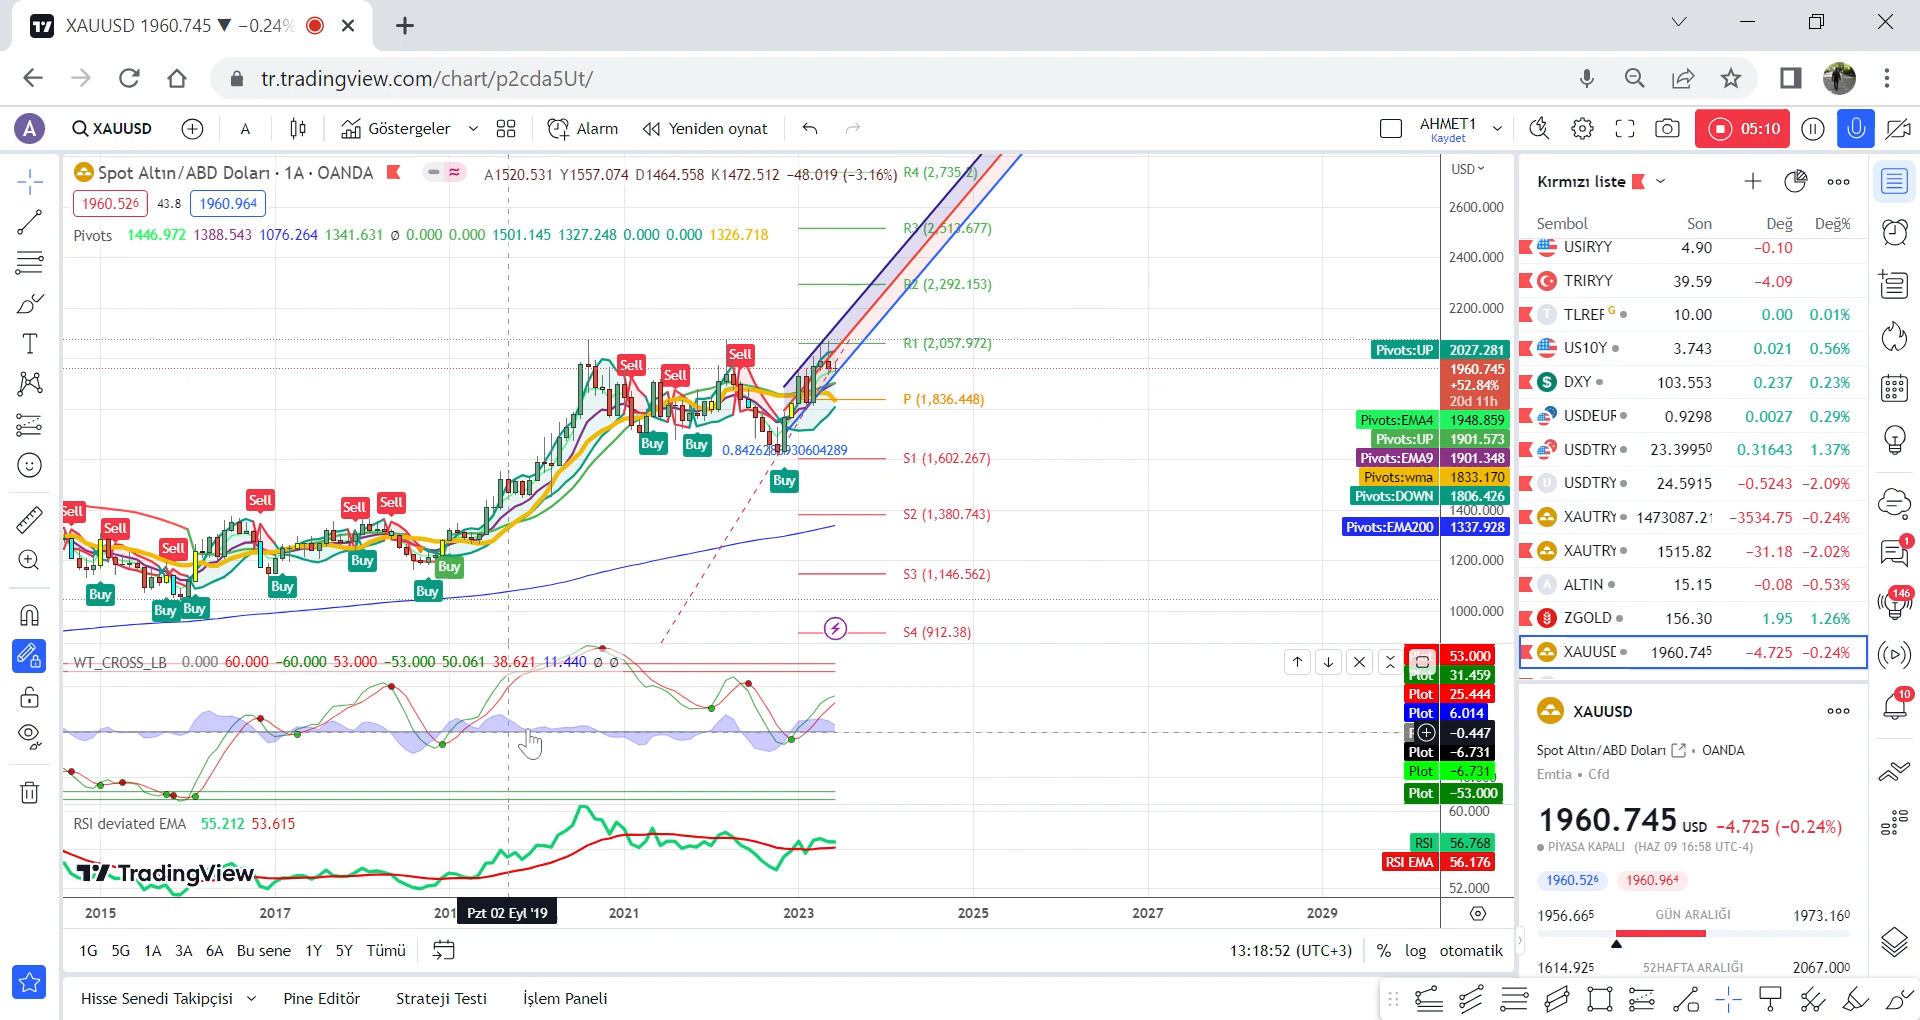 XAUUSD 1960.745 ▼ −0.24%
tr.tradingview.com/chart/p2cda5Ut/
A
XAUUSD
A
Göstergeler
Alarm
Yeniden oynat
AHMET1
Kaydet
05:10
Spot Altın/ABD Doları · 1A · OANDA
A1520.531 Y1557.074 D1464.558 K1472.512 −48.019 (−3.16%)
1960.526 43.8 1960.964
Pivots 1446.972 1388.543 1076.264 1341.631 ∅ 0.000 0.000 1501.145 1327.248 0.000 0.000 1326.718
R4 (2,735.2)
R3 (2,513.677)
R2 (2,292.153)
R1 (2,057.972)
P (1,836.448)
S1 (1,602.267)
S2 (1,380.743)
S3 (1,146.562)
S4 (912.38)
Sell
Sell
Sell
Sell
Sell
Sell
Sell
Sell
Sell
Buy
Buy
Buy
Buy
Buy
Buy
Buy
Buy
Buy
Buy
USD
2600.000
2400.000
2200.000
Pivots:UP 2027.281
1960.745
+52.84%
20d 11h
Pivots:EMA4 1948.859
Pivots:UP 1901.573
Pivots:EMA9 1901.348
Pivots:wma 1833.170
Pivots:DOWN 1806.426
1400.000
Pivots:EMA200 1337.928
1200.000
1000.000
WT_CROSS_LB 0.000 60.000 −60.000 53.000 −53.000 50.061 38.621 11.440 ∅ ∅
53.000
Plot 31.459
Plot 25.444
Plot 6.014
−0.447
Plot −6.731
Plot −6.731
Plot −53.000
RSI deviated EMA 55.212 53.615
60.000
RSI 56.768
RSI EMA 56.176
52.000
TradingView
2015
2017
Pzt 02 Eyl '19
2021
2023
2025
2027
2029
1G 5G 1A 3A 6A Bu sene 1Y 5Y Tümü
13:18:52 (UTC+3) % log otomatik
Hisse Senedi Takipçisi
Pine Editör
Strateji Testi
İşlem Paneli
Kırmızı liste
Sembol Son Değ Değ%
USIRYY 4.90 −0.10
TRIRYY 39.59 −4.09
TLREF G 10.00 0.00 0.01%
US10Y 3.743 0.021 0.56%
DXY 103.553 0.237 0.23%
USDEUF 0.9298 0.0027 0.29%
USDTRY 23.39950 0.31643 1.37%
USDTRY 24.5915 −0.5243 −2.09%
XAUTRY 1473087.21 −3534.75 −0.24%
XAUTRY 1515.82 −31.18 −2.02%
ALTIN 15.15 −0.08 −0.53%
ZGOLD 156.30 1.95 1.26%
XAUUSD 1960.745 −4.725 −0.24%
XAUUSD
Spot Altın/ABD Doları · OANDA
Emtia · Cfd
1960.745 USD −4.725 (−0.24%)
PİYASA KAPALI (HAZ 09 16:58 UTC-4)
1960.526 1960.964
1956.665 GÜN ARALIĞI 1973.160
1614.925 52HAFTA ARALIĞI 2067.000
1
146
10